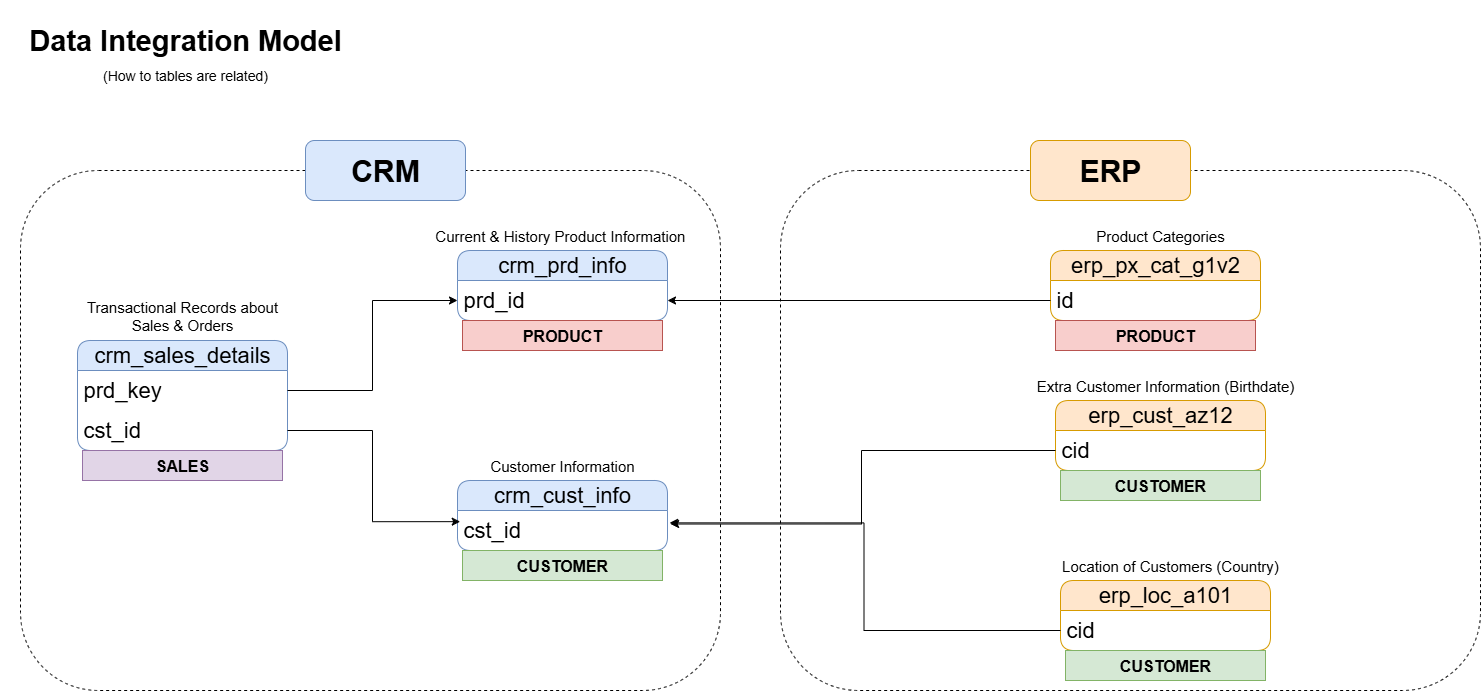 Data Integration Model
(How to tables are related)
CRM
Current & History Product Information
crm_prd_info
prd_id
PRODUCT
Transactional Records about
Sales & Orders
crm_sales_details
prd_key
cst_id
SALES
Customer Information
crm_cust_info
cst_id
CUSTOMER
ERP
Product Categories
erp_px_cat_g1v2
id
PRODUCT
Extra Customer Information (Birthdate)
erp_cust_az12
cid
CUSTOMER
Location of Customers (Country)
erp_loc_a101
cid
CUSTOMER